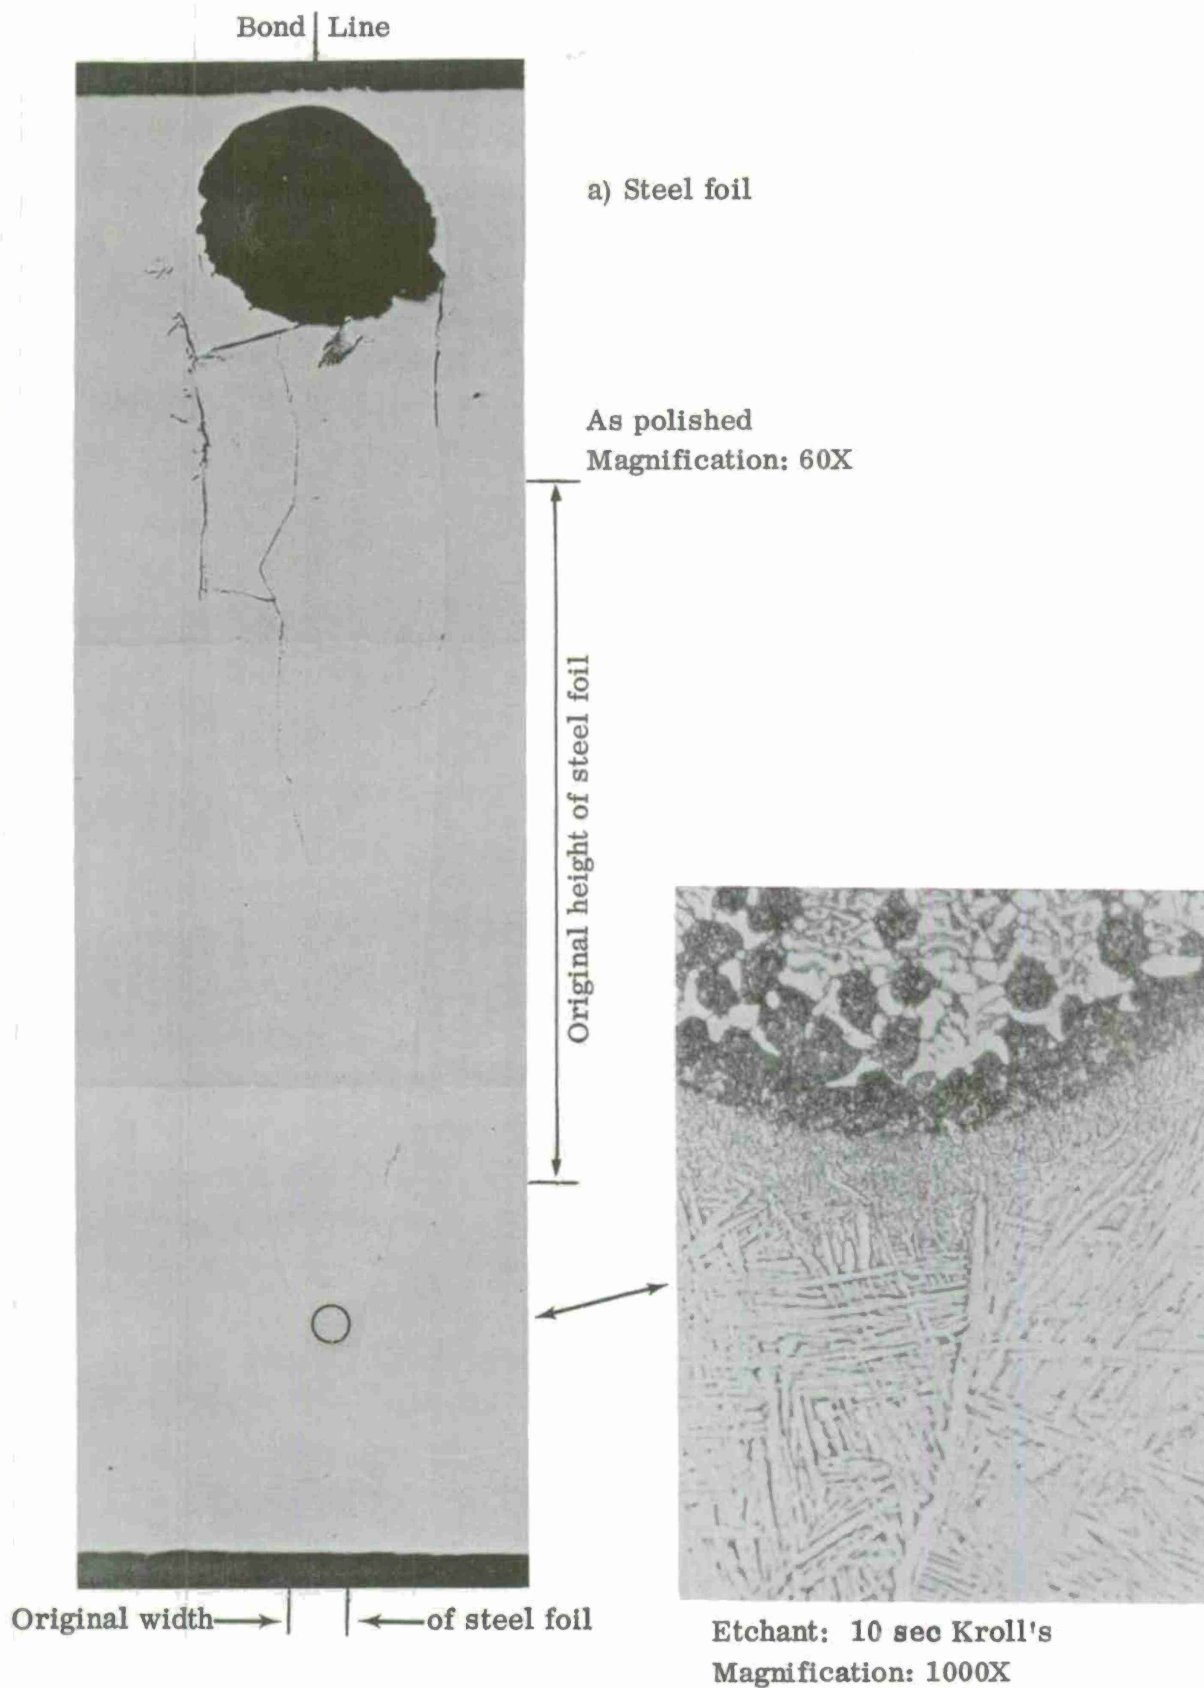 Bond | Line
a) Steel foil
As polished
Magnification: 60X
Original height of steel foil
Original width
of steel foil
Etchant: 10 sec Kroll's
Magnification: 1000X